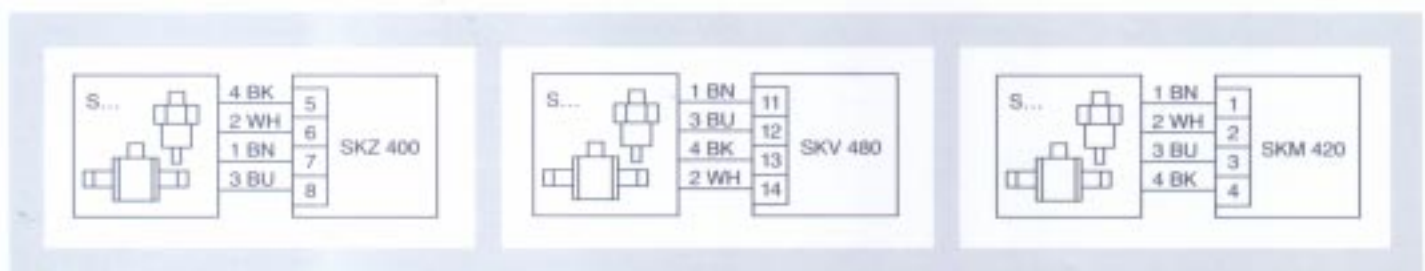 S...
4 BK 5
2 WH 6
1 BN 7
3 BU 8
SKZ 400
S...
1 BN 11
3 BU 12
4 BK 13
2 WH 14
SKV 480
S...
1 BN 1
2 WH 2
3 BU 3
4 BK 4
SKM 420